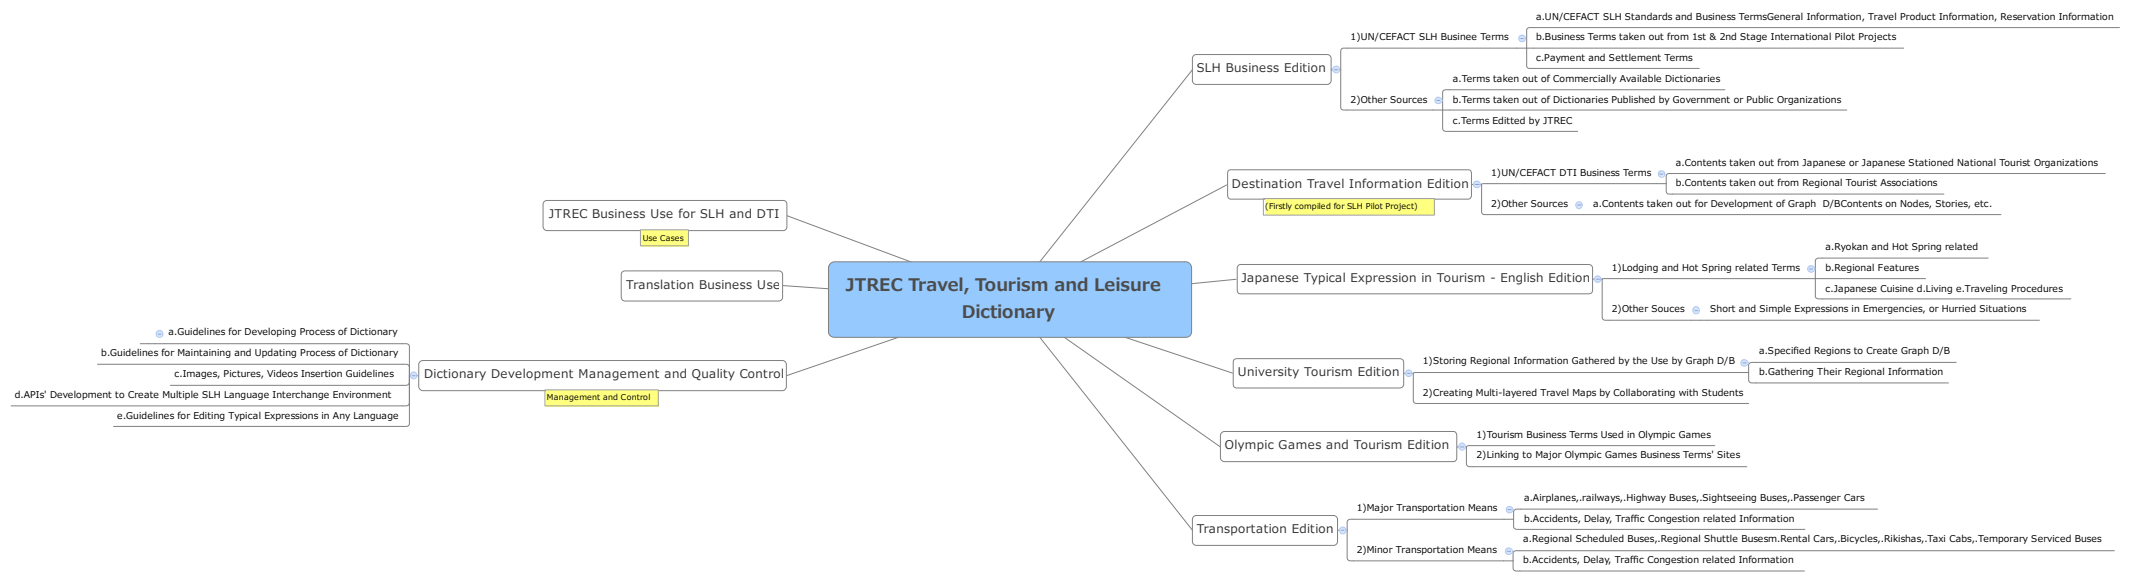 JTREC Travel, Tourism and Leisure
Dictionary
SLH Business Edition
1)UN/CEFACT SLH Businee Terms
a.UN/CEFACT SLH Standards and Business TermsGeneral Information, Travel Product Information, Reservation Information
b.Business Terms taken out from 1st & 2nd Stage International Pilot Projects
c.Payment and Settlement Terms
2)Other Sources
a.Terms taken out of Commercially Available Dictionaries
b.Terms taken out of Dictionaries Published by Government or Public Organizations
c.Terms Editted by JTREC
Destination Travel Information Edition
(Firstly compiled for SLH Pilot Project)
1)UN/CEFACT DTI Business Terms
a.Contents taken out from Japanese or Japanese Stationed National Tourist Organizations
b.Contents taken out from Regional Tourist Associations
2)Other Sources
a.Contents taken out for Development of Graph D/BContents on Nodes, Stories, etc.
Japanese Typical Expression in Tourism - English Edition
1)Lodging and Hot Spring related Terms
a.Ryokan and Hot Spring related
b.Regional Features
c.Japanese Cuisine d.Living e.Traveling Procedures
2)Other Souces
Short and Simple Expressions in Emergencies, or Hurried Situations
University Tourism Edition
1)Storing Regional Information Gathered by the Use by Graph D/B
a.Specified Regions to Create Graph D/B
b.Gathering Their Regional Information
2)Creating Multi-layered Travel Maps by Collaborating with Students
Olympic Games and Tourism Edition
1)Tourism Business Terms Used in Olympic Games
2)Linking to Major Olympic Games Business Terms' Sites
Transportation Edition
1)Major Transportation Means
a.Airplanes,.railways,.Highway Buses,.Sightseeing Buses,.Passenger Cars
b.Accidents, Delay, Traffic Congestion related Information
2)Minor Transportation Means
a.Regional Scheduled Buses,.Regional Shuttle Busesm.Rental Cars,.Bicycles,.Rikishas,.Taxi Cabs,.Temporary Serviced Buses
b.Accidents, Delay, Traffic Congestion related Information
JTREC Business Use for SLH and DTI
Use Cases
Translation Business Use
Dictionary Development Management and Quality Control
Management and Control
a.Guidelines for Developing Process of Dictionary
b.Guidelines for Maintaining and Updating Process of Dictionary
c.Images, Pictures, Videos Insertion Guidelines
d.APIs' Development to Create Multiple SLH Language Interchange Environment
e.Guidelines for Editing Typical Expressions in Any Language